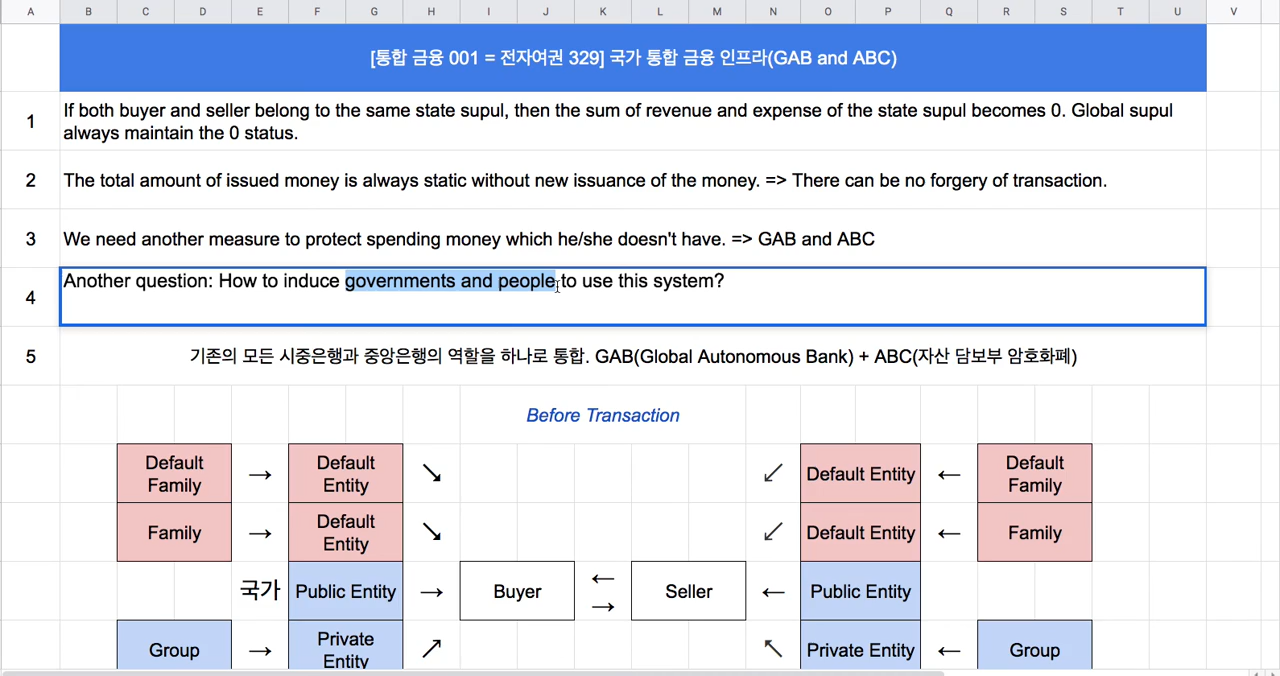 A B C D E F G H I J K L M N O P Q R S T U V
[통합 금융 001 = 전자여권 329] 국가 통합 금융 인프라(GAB and ABC)
1
If both buyer and seller belong to the same state supul, then the sum of revenue and expense of the state supul becomes 0. Global supul
always maintain the 0 status.
2
The total amount of issued money is always static without new issuance of the money. => There can be no forgery of transaction.
3
We need another measure to protect spending money which he/she doesn't have. => GAB and ABC
4
Another question: How to induce governments and people to use this system?
5
기존의 모든 시중은행과 중앙은행의 역할을 하나로 통합. GAB(Global Autonomous Bank) + ABC(자산 담보부 암호화폐)
Before Transaction
Default
Family
→
Default
Entity
↘
↙
Default Entity
←
Default
Family
Family
→
Default
Entity
↘
↙
Default Entity
←
Family
국가
Public Entity
→
Buyer
←
→
Seller
←
Public Entity
Group
→
Private
Entity
↗
↖
Private Entity
←
Group